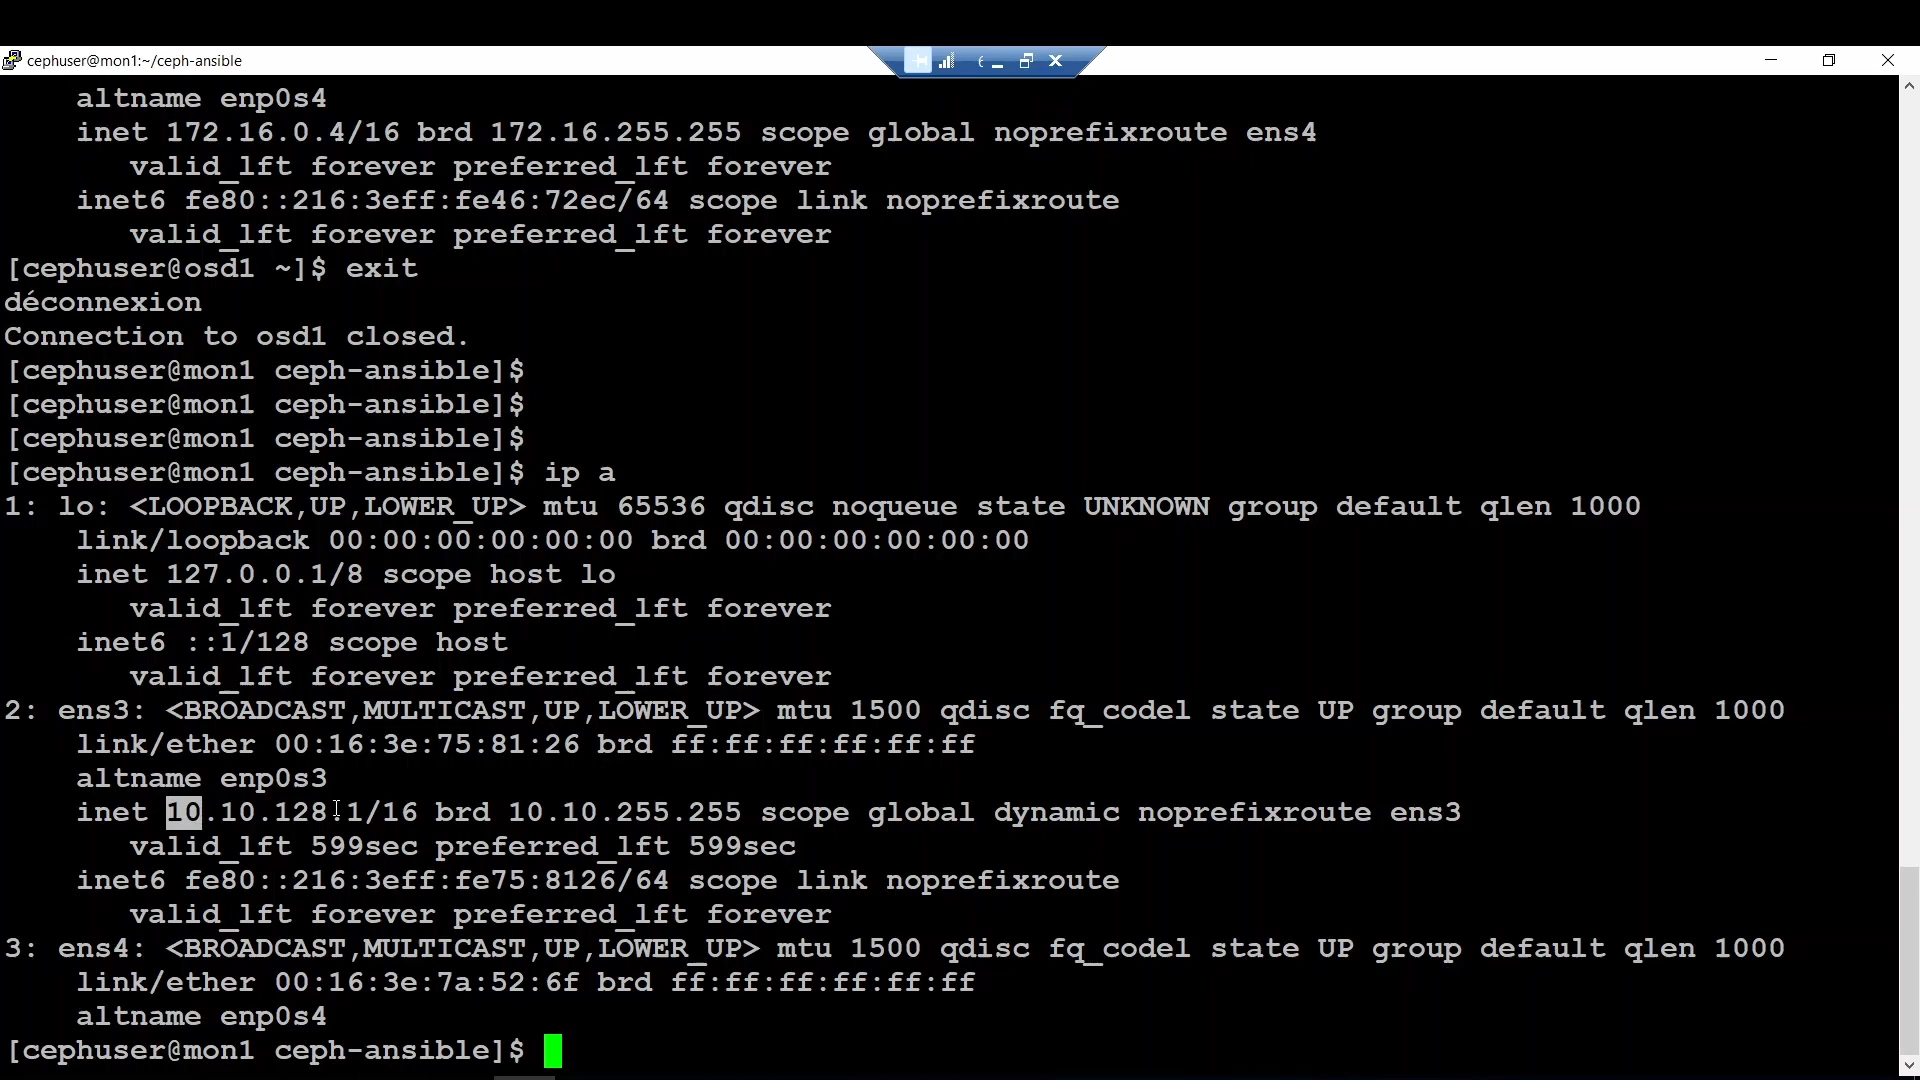 cephuser@mon1:~/ceph-ansible
altname enp0s4
inet 172.16.0.4/16 brd 172.16.255.255 scope global noprefixroute ens4
valid_lft forever preferred_lft forever
inet6 fe80::216:3eff:fe46:72ec/64 scope link noprefixroute
valid_lft forever preferred_lft forever
[cephuser@osd1 ~]$ exit
déconnexion
Connection to osd1 closed.
[cephuser@mon1 ceph-ansible]$
[cephuser@mon1 ceph-ansible]$
[cephuser@mon1 ceph-ansible]$
[cephuser@mon1 ceph-ansible]$ ip a
1: lo: <LOOPBACK,UP,LOWER_UP> mtu 65536 qdisc noqueue state UNKNOWN group default qlen 1000
link/loopback 00:00:00:00:00:00 brd 00:00:00:00:00:00
inet 127.0.0.1/8 scope host lo
valid_lft forever preferred_lft forever
inet6 ::1/128 scope host
valid_lft forever preferred_lft forever
2: ens3: <BROADCAST,MULTICAST,UP,LOWER_UP> mtu 1500 qdisc fq_codel state UP group default qlen 1000
link/ether 00:16:3e:75:81:26 brd ff:ff:ff:ff:ff:ff
altname enp0s3
inet 10.10.128.1/16 brd 10.10.255.255 scope global dynamic noprefixroute ens3
valid_lft 599sec preferred_lft 599sec
inet6 fe80::216:3eff:fe75:8126/64 scope link noprefixroute
valid_lft forever preferred_lft forever
3: ens4: <BROADCAST,MULTICAST,UP,LOWER_UP> mtu 1500 qdisc fq_codel state UP group default qlen 1000
link/ether 00:16:3e:7a:52:6f brd ff:ff:ff:ff:ff:ff
altname enp0s4
[cephuser@mon1 ceph-ansible]$